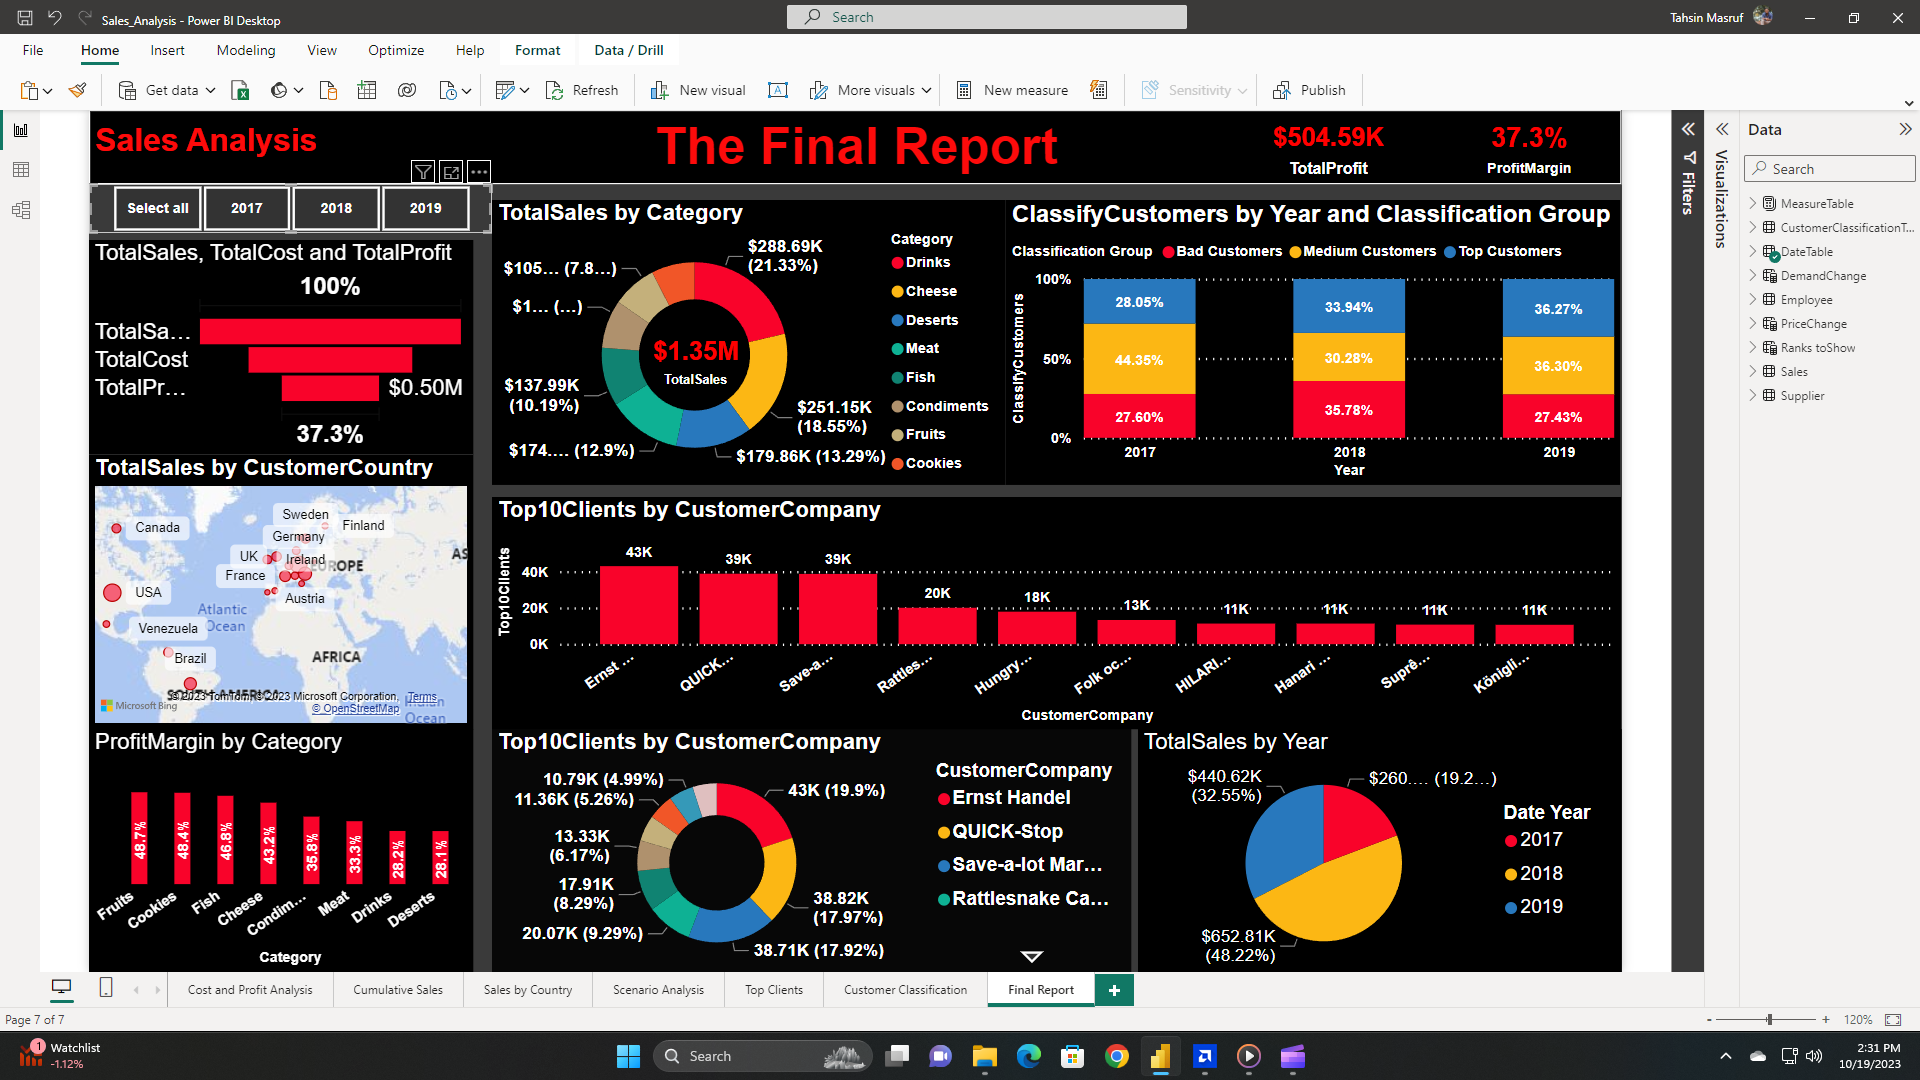 Sales_Analysis - Power BI Desktop
Search
Tahsin Masruf
File
Home
Insert
Modeling
View
Optimize
Help
Format
Data / Drill
Get data
Refresh
New visual
More visuals
New measure
Sensitivity
Publish
Sales Analysis
The Final Report
$504.59K
TotalProfit
37.3%
ProfitMargin
Select all
2017
2018
2019
TotalSales, TotalCost and TotalProfit
100%
TotalSa...
TotalCost
TotalPr...
$0.50M
37.3%
TotalSales by CustomerCountry
Sweden
Canada
Finland
Germany
UK
Ireland
EUROPE
France
AS
USA
Austria
Atlantic
Ocean
Venezuela
Brazil
AFRICA
SOUTH AMERICA
© 2023 TomTom, © 2023 Microsoft Corporation, Terms
Microsoft Bing
© OpenStreetMap
Indian
Ocean
ProfitMargin by Category
48.7%
48.4%
46.8%
43.2%
35.8%
33.3%
28.2%
28.1%
Fruits
Cookies
Fish
Cheese
Condim...
Meat
Drinks
Deserts
Category
TotalSales by Category
$288.69K
(21.33%)
$105... (7.8...)
$1... (...)
$1.35M
TotalSales
$137.99K
(10.19%)
$251.15K
(18.55%)
$174.... (12.9%)
$179.86K (13.29%)
Category
Drinks
Cheese
Deserts
Meat
Fish
Condiments
Fruits
Cookies
ClassifyCustomers by Year and Classification Group
Classification Group
Bad Customers
Medium Customers
Top Customers
ClassifyCustomers
100%
50%
0%
28.05%
33.94%
36.27%
44.35%
30.28%
36.30%
27.60%
35.78%
27.43%
2017
2018
2019
Year
Top10Clients by CustomerCompany
Top10Clients
40K
20K
0K
43K
39K
39K
20K
18K
13K
11K
11K
11K
11K
Ernst ...
QUICK...
Save-a...
Rattles...
Hungry...
Folk oc...
HILARI...
Hanari ...
Suprê...
Königli...
CustomerCompany
Top10Clients by CustomerCompany
10.79K (4.99%)
43K (19.9%)
11.36K (5.26%)
13.33K
(6.17%)
17.91K
(8.29%)
38.82K
(17.97%)
20.07K (9.29%)
38.71K (17.92%)
CustomerCompany
Ernst Handel
QUICK-Stop
Save-a-lot Mar...
Rattlesnake Ca...
TotalSales by Year
$440.62K
(32.55%)
$260.... (19.2...)
$652.81K
(48.22%)
Date Year
2017
2018
2019
Filters
Visualizations
Data
Search
MeasureTable
CustomerClassificationT...
DateTable
DemandChange
Employee
PriceChange
Ranks toShow
Sales
Supplier
Cost and Profit Analysis
Cumulative Sales
Sales by Country
Scenario Analysis
Top Clients
Customer Classification
Final Report
+
Page 7 of 7
- + 120%
1
Watchlist
-1.12%
Search
2:31 PM
10/19/2023